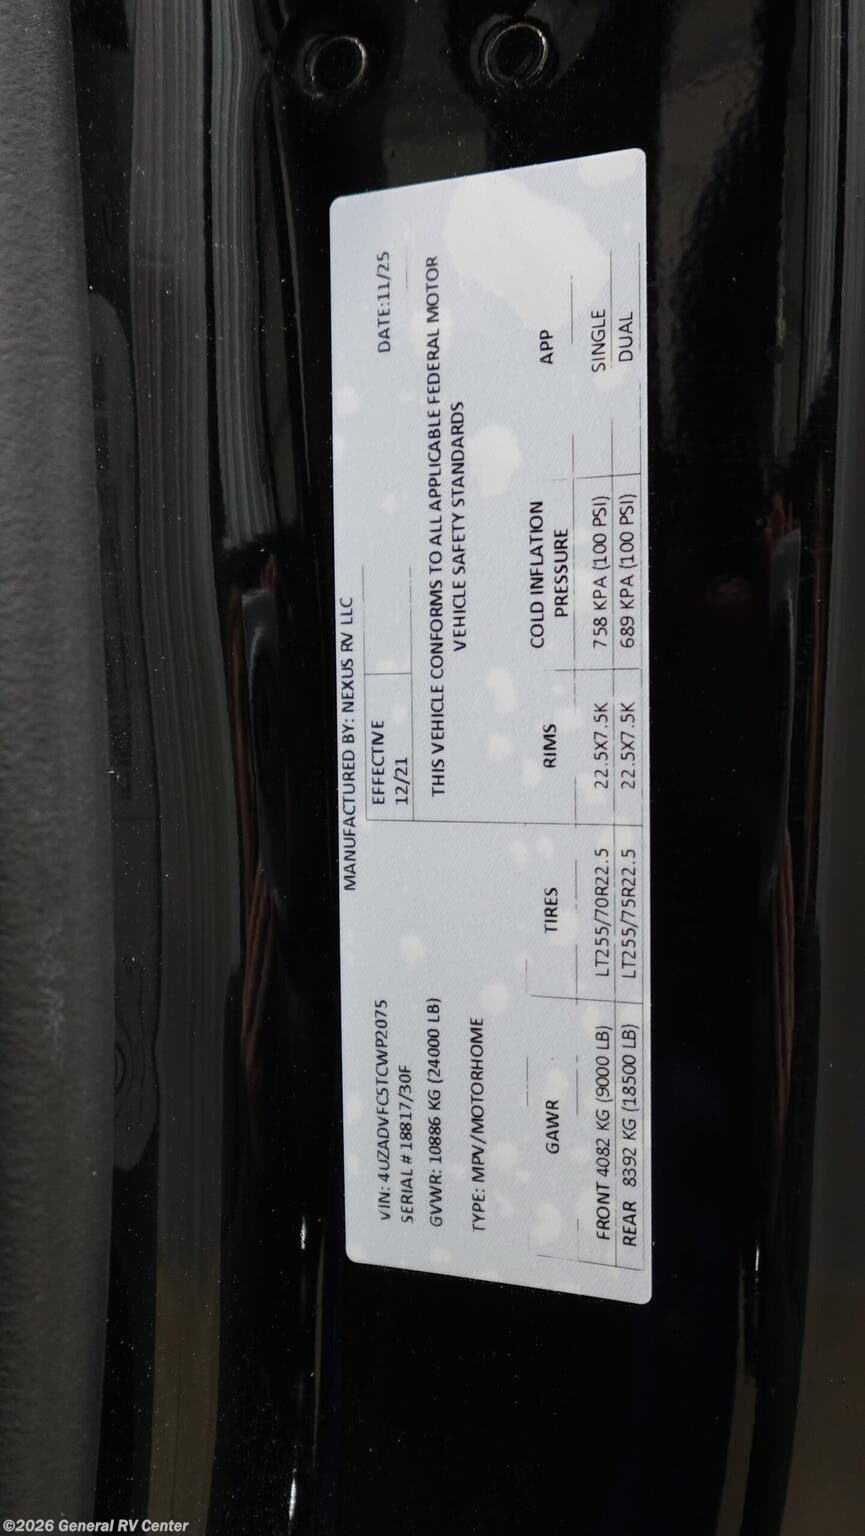 MANUFACTURED BY: NEXUS RV LLC
VIN: 4UZADVFC5TCWP2075
EFFECTIVE
DATE:11/25
SERIAL # 18817/30F
12/21
GVWR: 10886 KG (24000 LB)
THIS VEHICLE CONFORMS TO ALL APPLICABLE FEDERAL MOTOR
VEHICLE SAFETY STANDARDS
TYPE: MPV/MOTORHOME
GAWR TIRES RIMS COLD INFLATION APP
PRESSURE
FRONT 4082 KG (9000 LB) LT255/70R22.5 22.5X7.5K 758 KPA (100 PSI) SINGLE
REAR 8392 KG (18500 LB) LT255/75R22.5 22.5X7.5K 689 KPA (100 PSI) DUAL
©2026 General RV Center